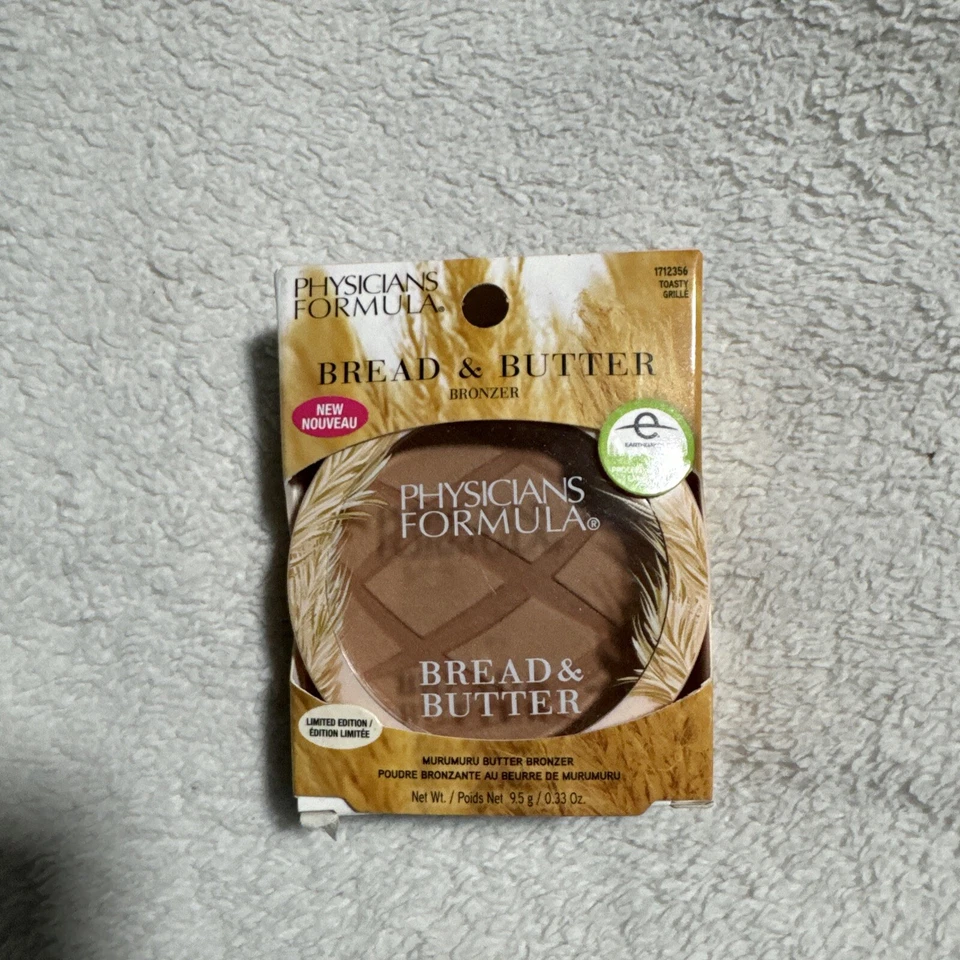 PHYSICIANS
FORMULA®
1712356
TOASTY
GRILLÉ
BREAD & BUTTER
BRONZER
NEW
NOUVEAU
e
PHYSICIANS
FORMULA®
BREAD &
BUTTER
LIMITED EDITION /
ÉDITION LIMITÉE
MURUMURU BUTTER BRONZER
POUDRE BRONZANTE AU BEURRE DE MURUMURU
Net Wt. / Poids Net 9.5 g / 0.33 Oz.